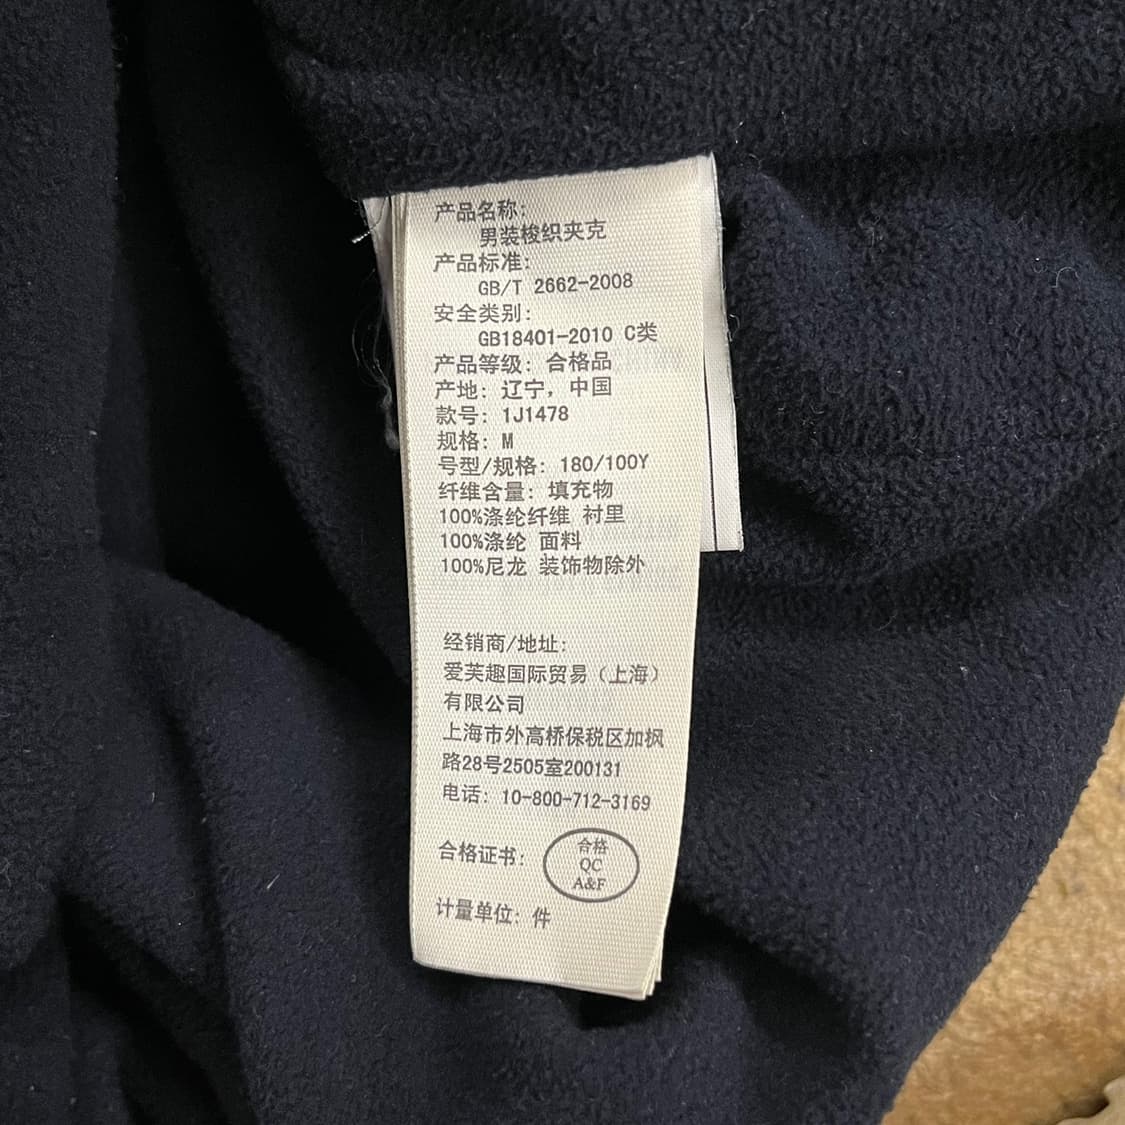 产品名称:
男装梭织夹克
产品标准:
GB/T 2662-2008
安全类别:
GB18401-2010 C类
产品等级: 合格品
产地: 辽宁, 中国
款号: 1J1478
规格: M
号型/规格: 180/100Y
纤维含量: 填充物
100%涤纶纤维 衬里
100%涤纶 面料
100%尼龙 装饰物除外
经销商/地址:
爱芙趣国际贸易（上海）
有限公司
上海市外高桥保税区加枫
路28号2505室200131
电话: 10-800-712-3169
合格证书:
合格
QC
A&F
计量单位: 件